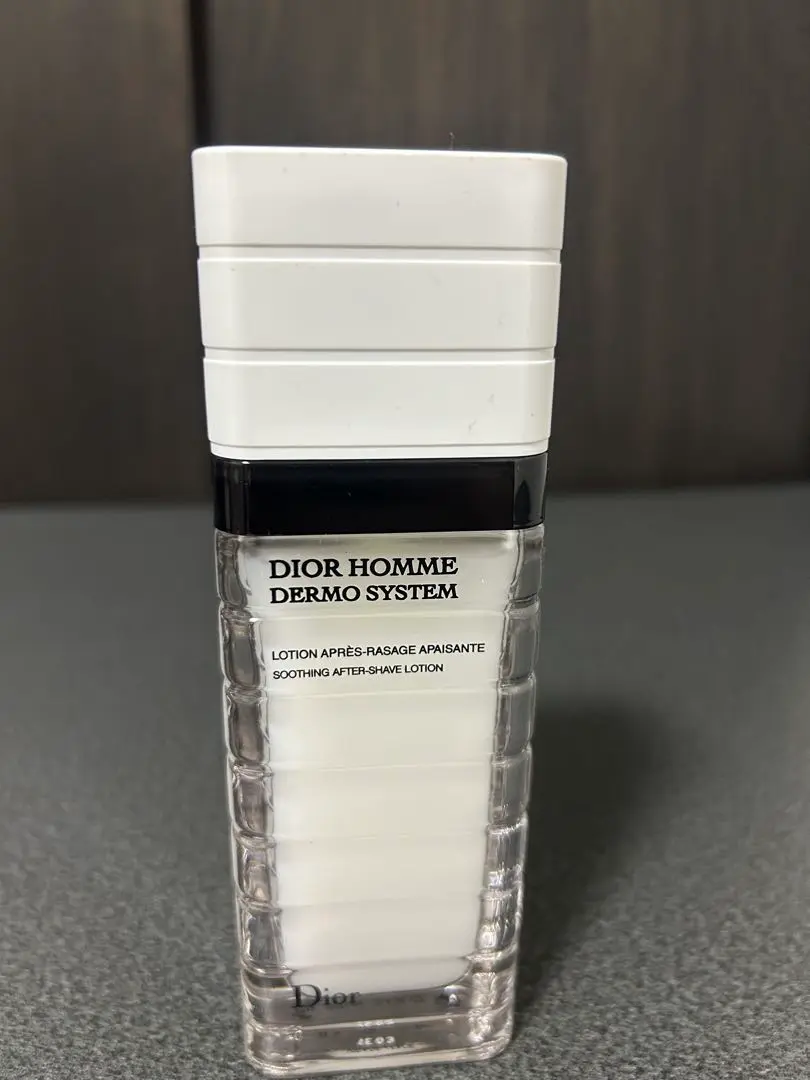 DIOR HOMME
DERMO SYSTEM
LOTION APRÈS-RASAGE APAISANTE
SOOTHING AFTER-SHAVE LOTION
Dior